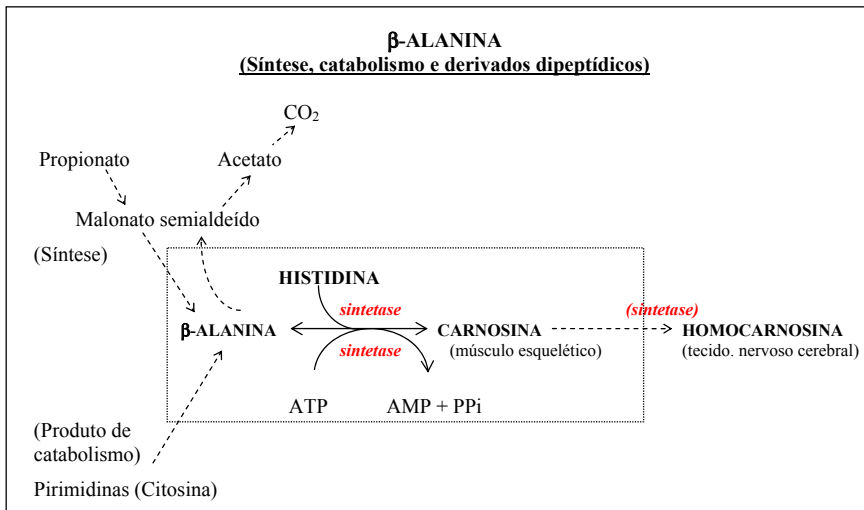 β-ALANINA
(Síntese, catabolismo e derivados dipeptídicos)
CO₂
Propionato
Acetato
Malonato semialdeído
(Síntese)
HISTIDINA
sintetase
(sintetase)
β-ALANINA
CARNOSINA
HOMOCARNOSINA
sintetase
(músculo esquelético)
(tecido. nervoso cerebral)
ATP
AMP + PPi
(Produto de
catabolismo)
Pirimidinas (Citosina)